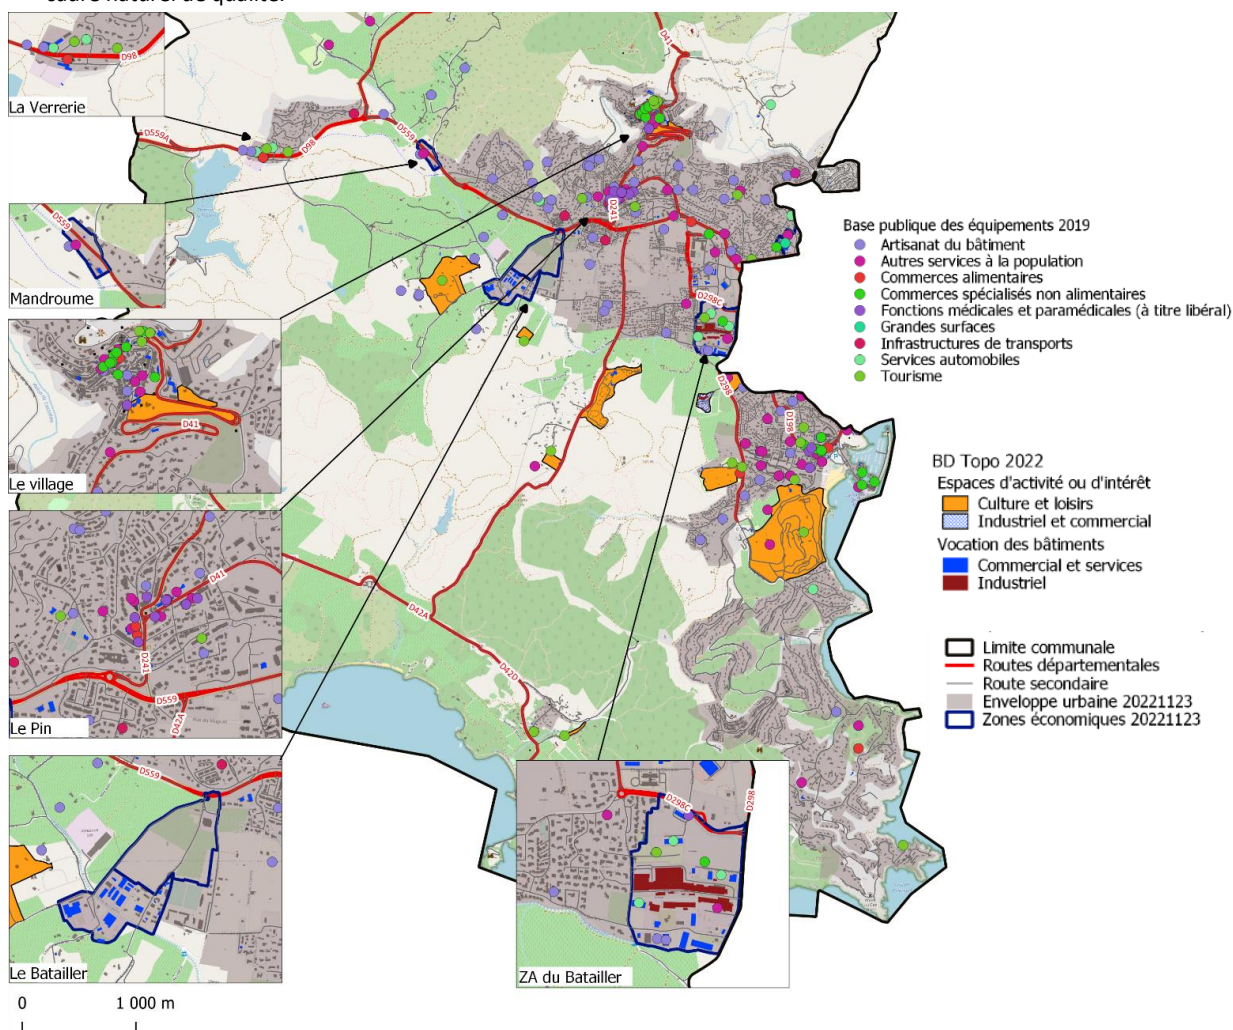 La Verrerie
D98
D559A
D98
D559
D41
D241
D298C
D298
D198
D42A
D42D
D559
Mandroume
D41
Le village
D41
D241
D559
D42A
Le Pin
D559
Le Batailler
D298C
D298
ZA du Batailler
0 1 000 m
Base publique des équipements 2019
Artisanat du bâtiment
Autres services à la population
Commerces alimentaires
Commerces spécialisés non alimentaires
Fonctions médicales et paramédicales (à titre libéral)
Grandes surfaces
Infrastructures de transports
Services automobiles
Tourisme
BD Topo 2022
Espaces d'activité ou d'intérêt
Culture et loisirs
Industriel et commercial
Vocation des bâtiments
Commercial et services
Industriel
Limite communale
Routes départementales
Route secondaire
Enveloppe urbaine 20221123
Zones économiques 20221123